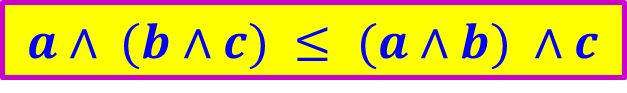 a ∧ (b ∧ c) ≤ (a ∧ b) ∧ c